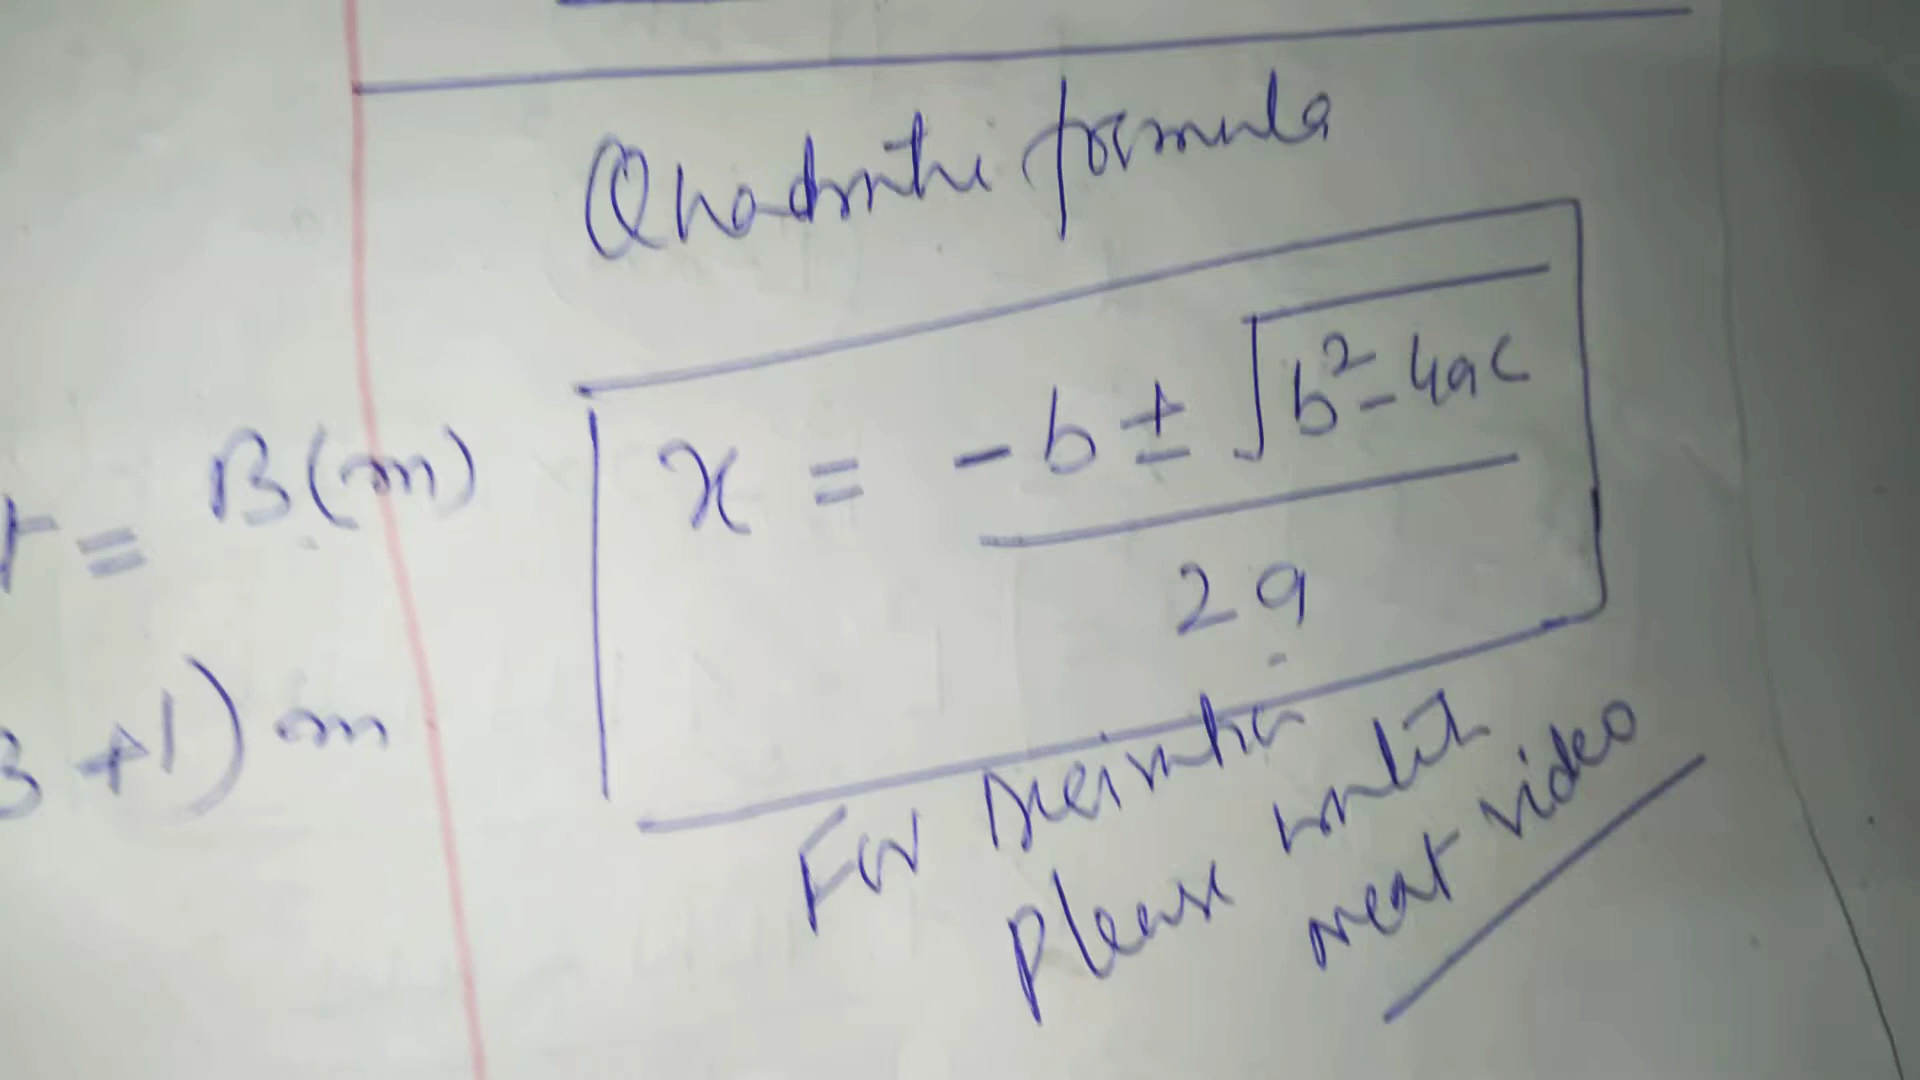 Quadratic formula
x = -b ± √b²-4ac
2a
r = B(m)
3 +1) m
For Derivation
please watch
next video